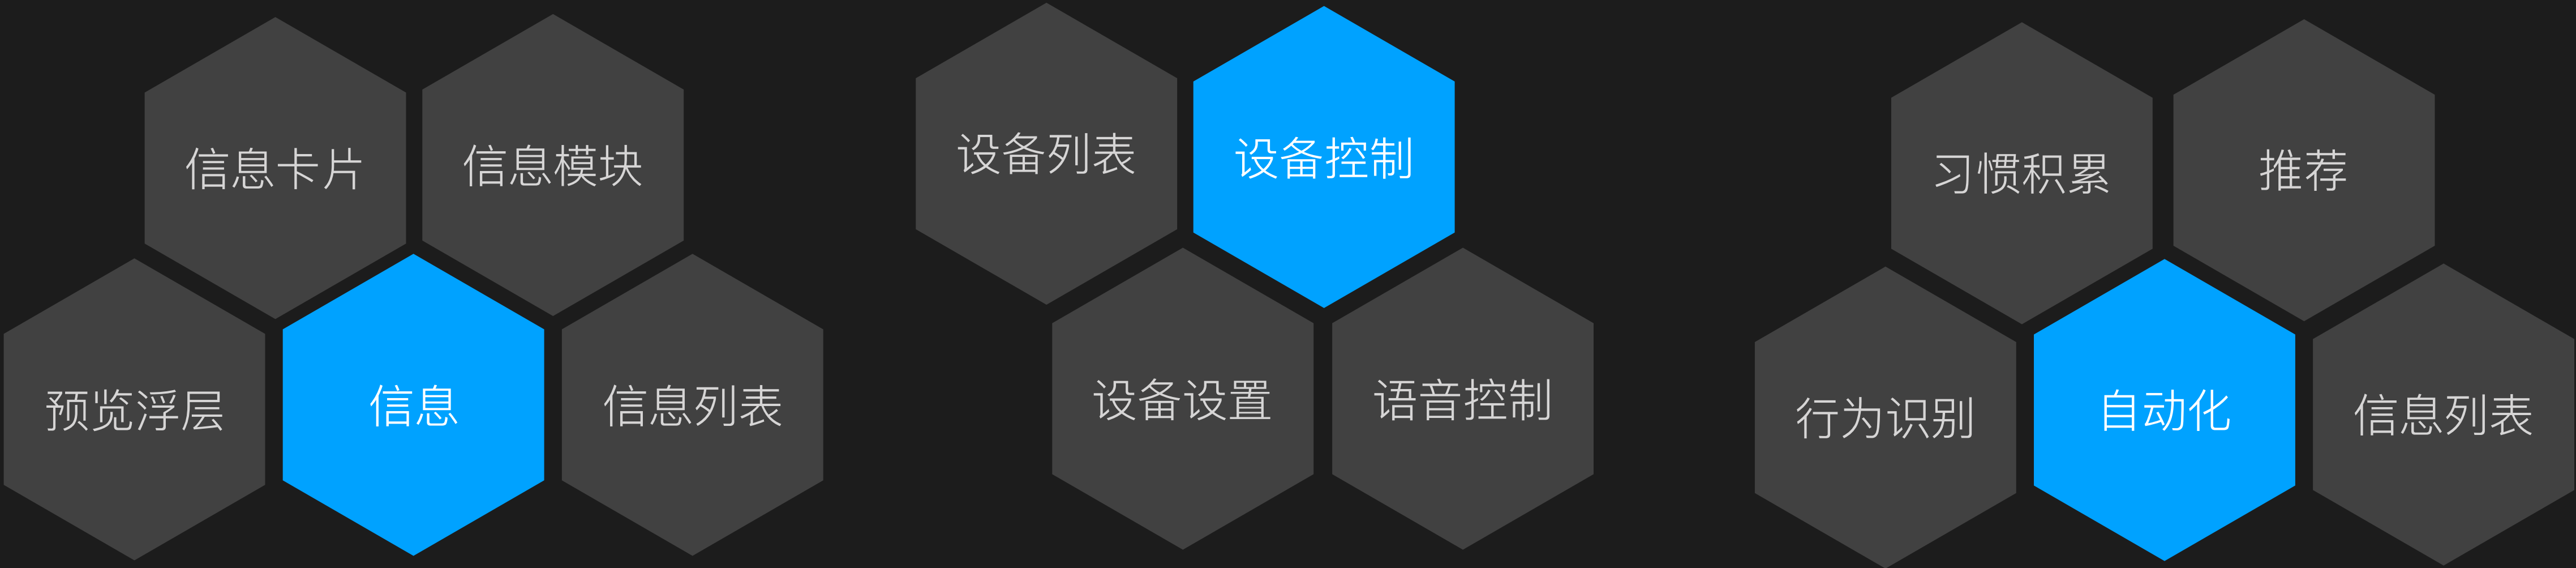 信息卡片
信息模块
预览浮层
信息
信息列表
设备列表
设备控制
设备设置
语音控制
习惯积累
推荐
行为识别
自动化
信息列表